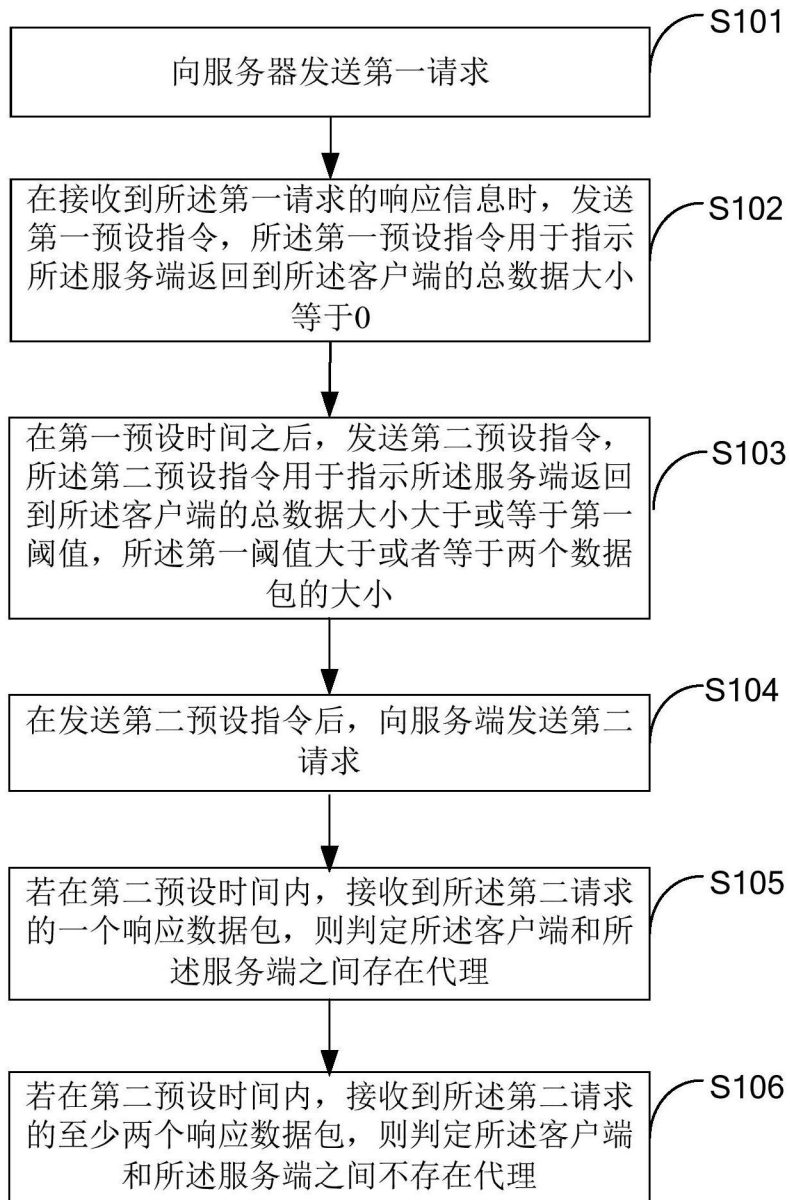 S101
向服务器发送第一请求
S102
在接收到所述第一请求的响应信息时，发送
第一预设指令，所述第一预设指令用于指示
所述服务端返回到所述客户端的总数据大小
等于0
S103
在第一预设时间之后，发送第二预设指令，
所述第二预设指令用于指示所述服务端返回
到所述客户端的总数据大小大于或等于第一
阈值，所述第一阈值大于或者等于两个数据
包的大小
S104
在发送第二预设指令后，向服务端发送第二
请求
S105
若在第二预设时间内，接收到所述第二请求
的一个响应数据包，则判定所述客户端和所
述服务端之间存在代理
S106
若在第二预设时间内，接收到所述第二请求
的至少两个响应数据包，则判定所述客户端
和所述服务端之间不存在代理